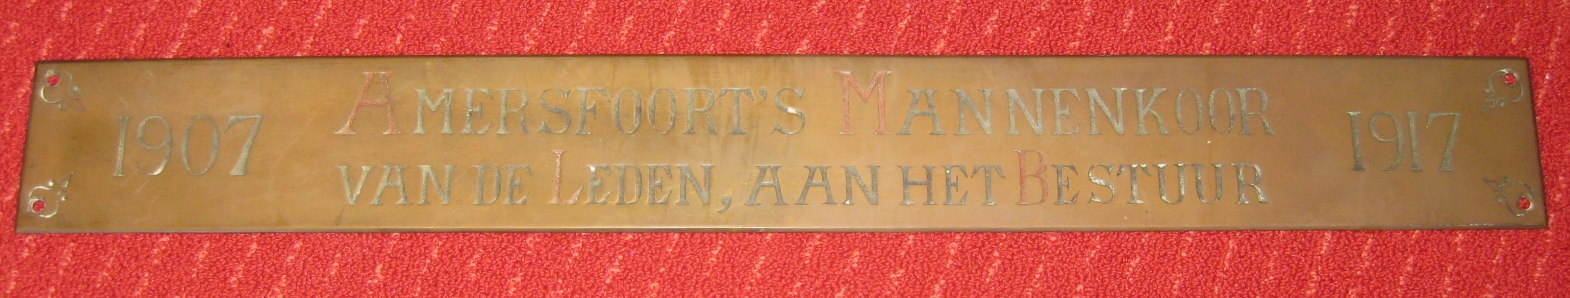 1907 AMERSFOORT'S MANNENKOOR 1917
VAN DE LEDEN, AAN HET BESTUUR